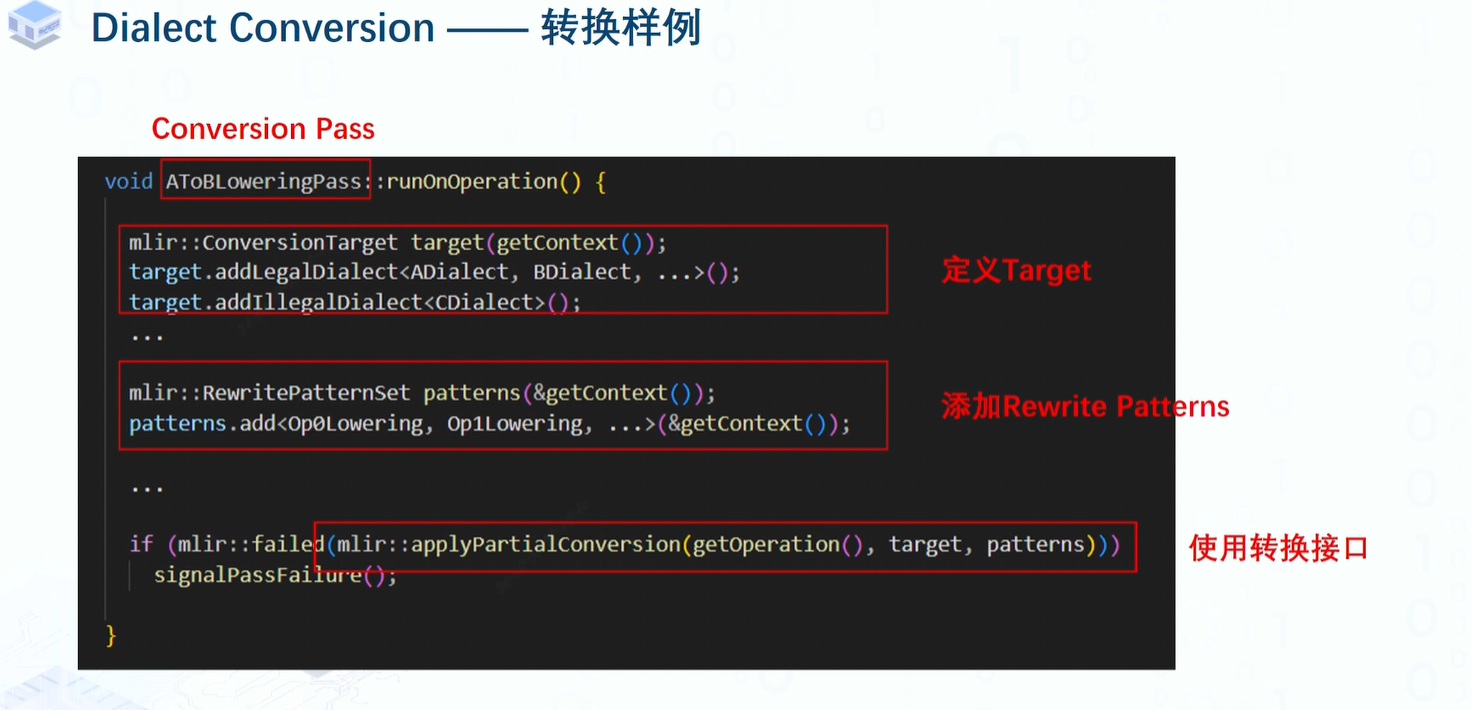 Dialect Conversion —— 转换样例
Conversion Pass
void AToBLoweringPass::runOnOperation() {
mlir::ConversionTarget target(getContext());
target.addLegalDialect<ADialect, BDialect, ...>();
target.addIllegalDialect<CDialect>();
定义Target
...
mlir::RewritePatternSet patterns(&getContext());
patterns.add<Op0Lowering, Op1Lowering, ...>(&getContext());
添加Rewrite Patterns
...
if (mlir::failed(mlir::applyPartialConversion(getOperation(), target, patterns)))
使用转换接口
signalPassFailure();
}